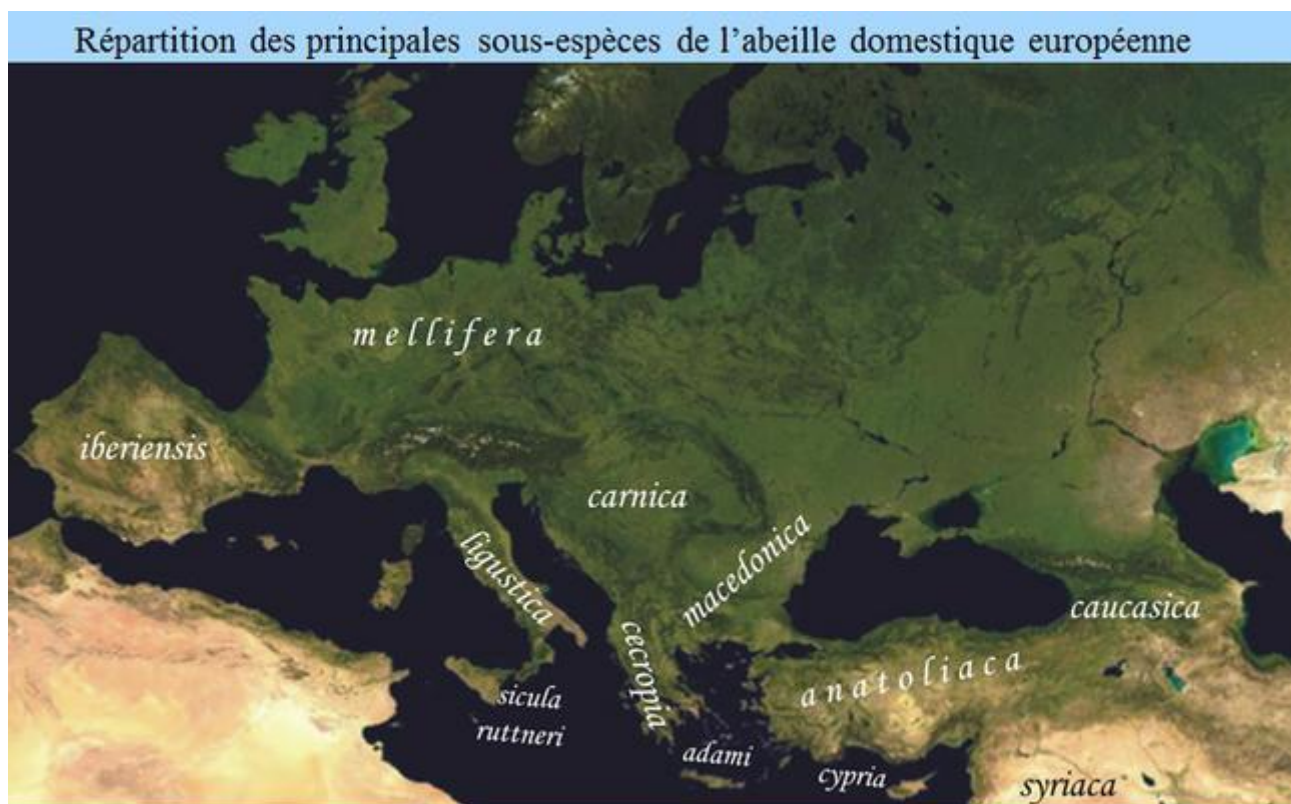 Répartition des principales sous-espèces de l'abeille domestique européenne
mellifera
iberiensis
carnica
ligustica
macedonica
caucasica
cecropia
anatoliaca
sicula
ruttneri
adami
cypria
syriaca